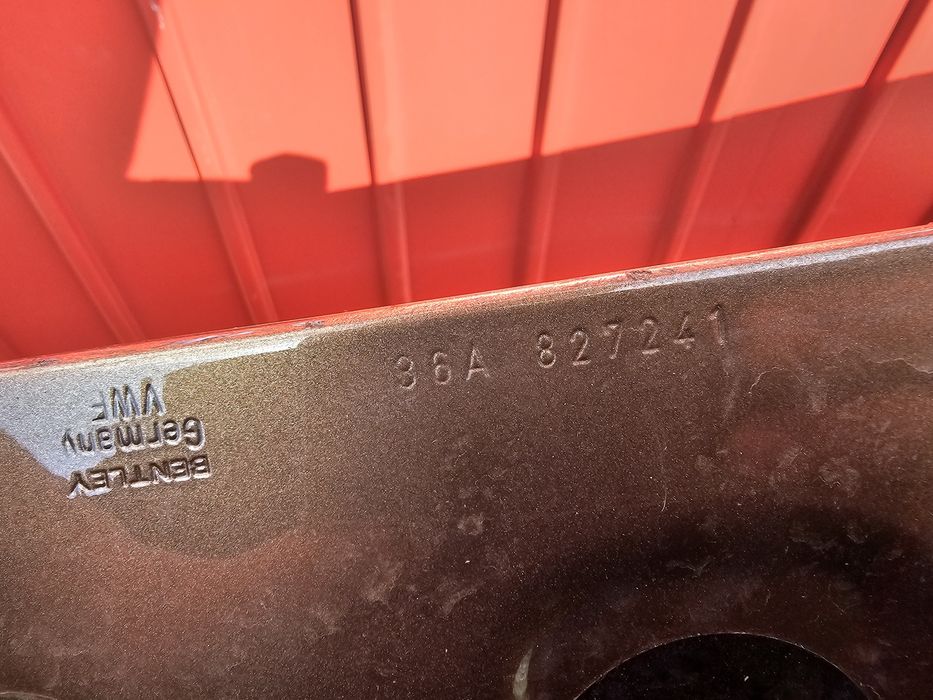 36A 827241
BENTLEY
Germany
VWF